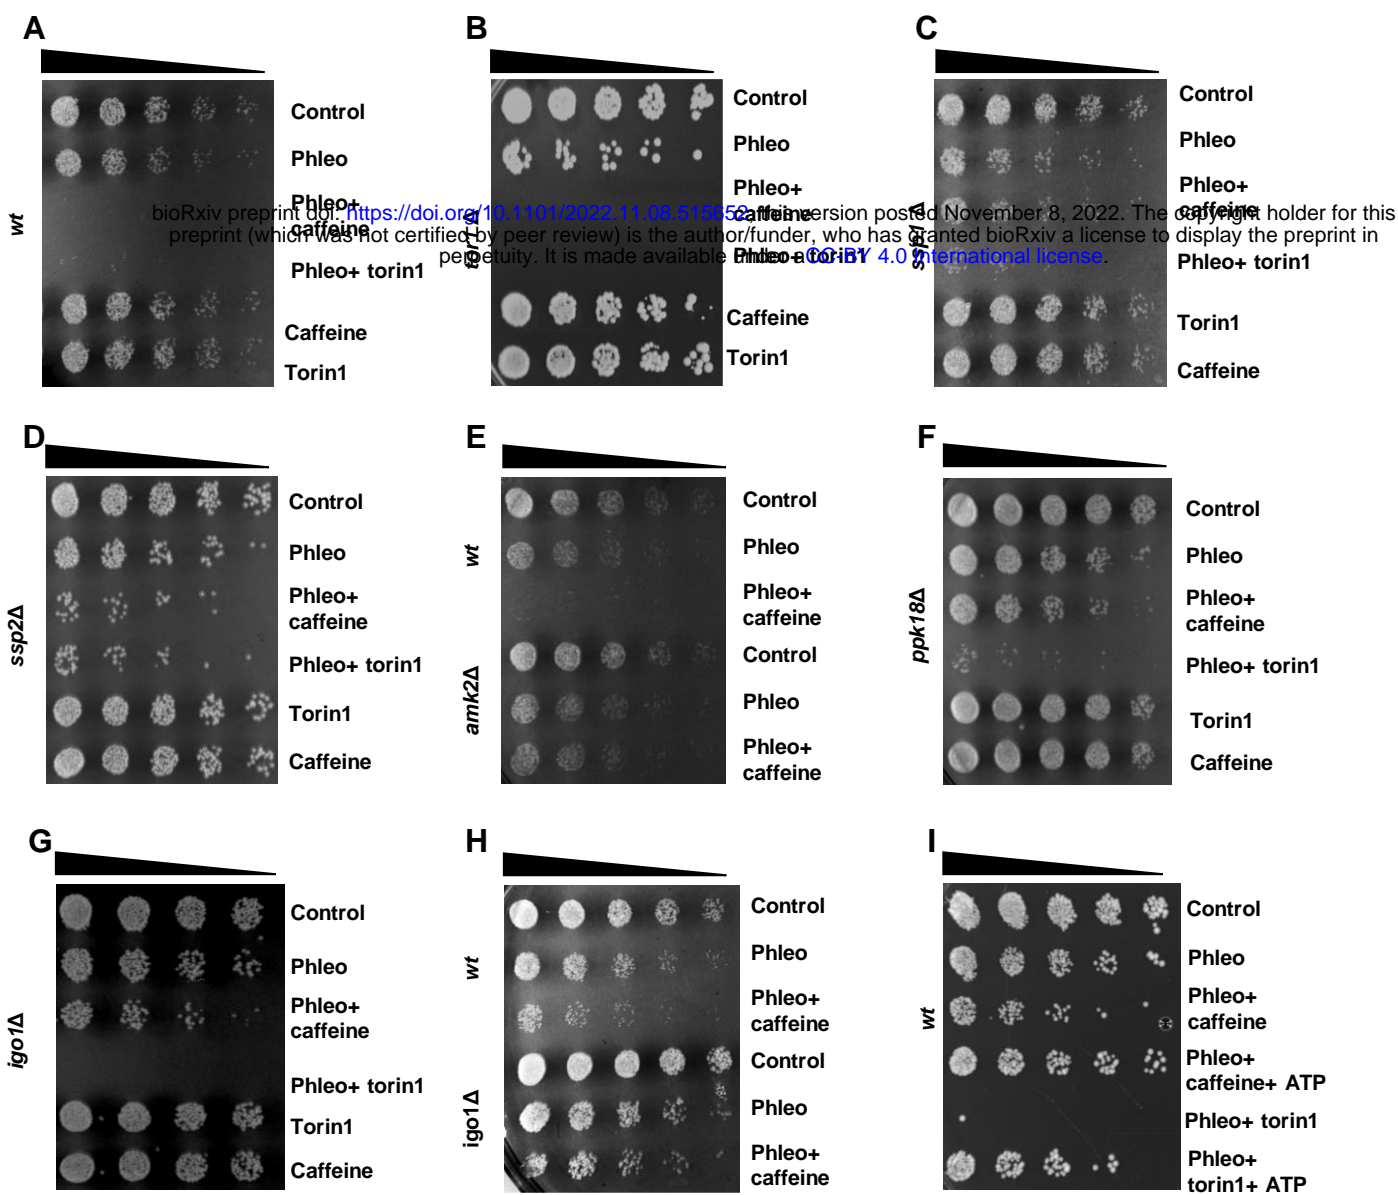 A
B
C
wt
Control
Phleo
Phleo+
caffeine
Phleo+ torin1
Caffeine
Torin1
tor1Δ
Control
Phleo
Phleo+
caffeine
Phleo+ torin1
Caffeine
Torin1
ssp1Δ
Control
Phleo
Phleo+
caffeine
Phleo+ torin1
Torin1
Caffeine
bioRxiv preprint doi: https://doi.org/10.1101/2022.11.08.515652; this version posted November 8, 2022. The copyright holder for this
preprint (which was not certified by peer review) is the author/funder, who has granted bioRxiv a license to display the preprint in
perpetuity. It is made available under a CC-BY 4.0 International license.
D
E
F
ssp2Δ
Control
Phleo
Phleo+
caffeine
Phleo+ torin1
Torin1
Caffeine
wt
Control
Phleo
Phleo+
caffeine
amk2Δ
Control
Phleo
Phleo+
caffeine
ppk18Δ
Control
Phleo
Phleo+
caffeine
Phleo+ torin1
Torin1
Caffeine
G
H
I
igo1Δ
Control
Phleo
Phleo+
caffeine
Phleo+ torin1
Torin1
Caffeine
wt
Control
Phleo
Phleo+
caffeine
igo1Δ
Control
Phleo
Phleo+
caffeine
wt
Control
Phleo
Phleo+
caffeine
Phleo+
caffeine+ ATP
Phleo+ torin1
Phleo+
torin1+ ATP